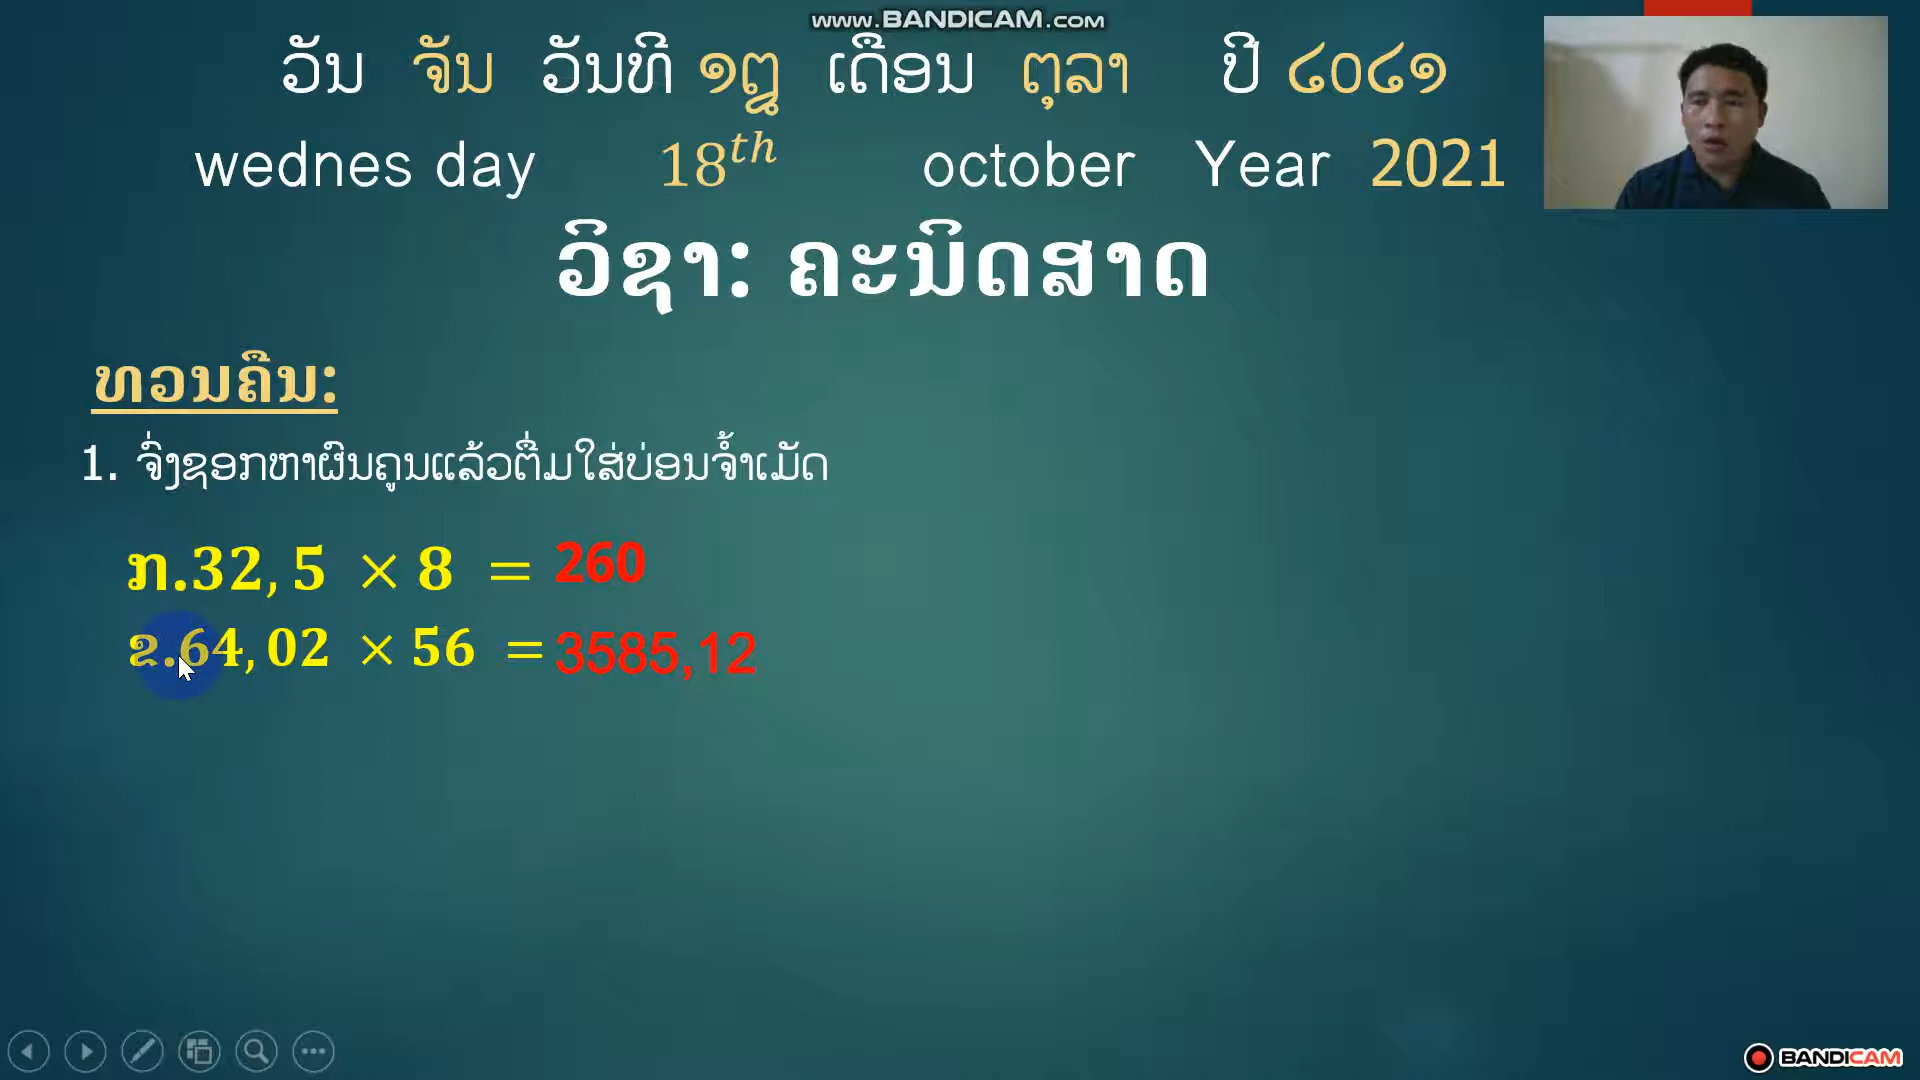 www.BANDICAM.com
ວັນ ຈັນ ວັນທີ ໑໘ ເດືອນ ຕຸລາ ປີ ໒໐໒໑
wednes day 18th october Year 2021
ວິຊາ: ຄະນິດສາດ
ທວນຄືນ:
1. ຈົ່ງຊອກຫາຜົນຄູນແລ້ວຕື່ມໃສ່ບ່ອນຈ້ຳເມັດ
ກ.32,5 × 8 = 260
ຂ.64,02 × 56 = 3585,12
BANDICAM